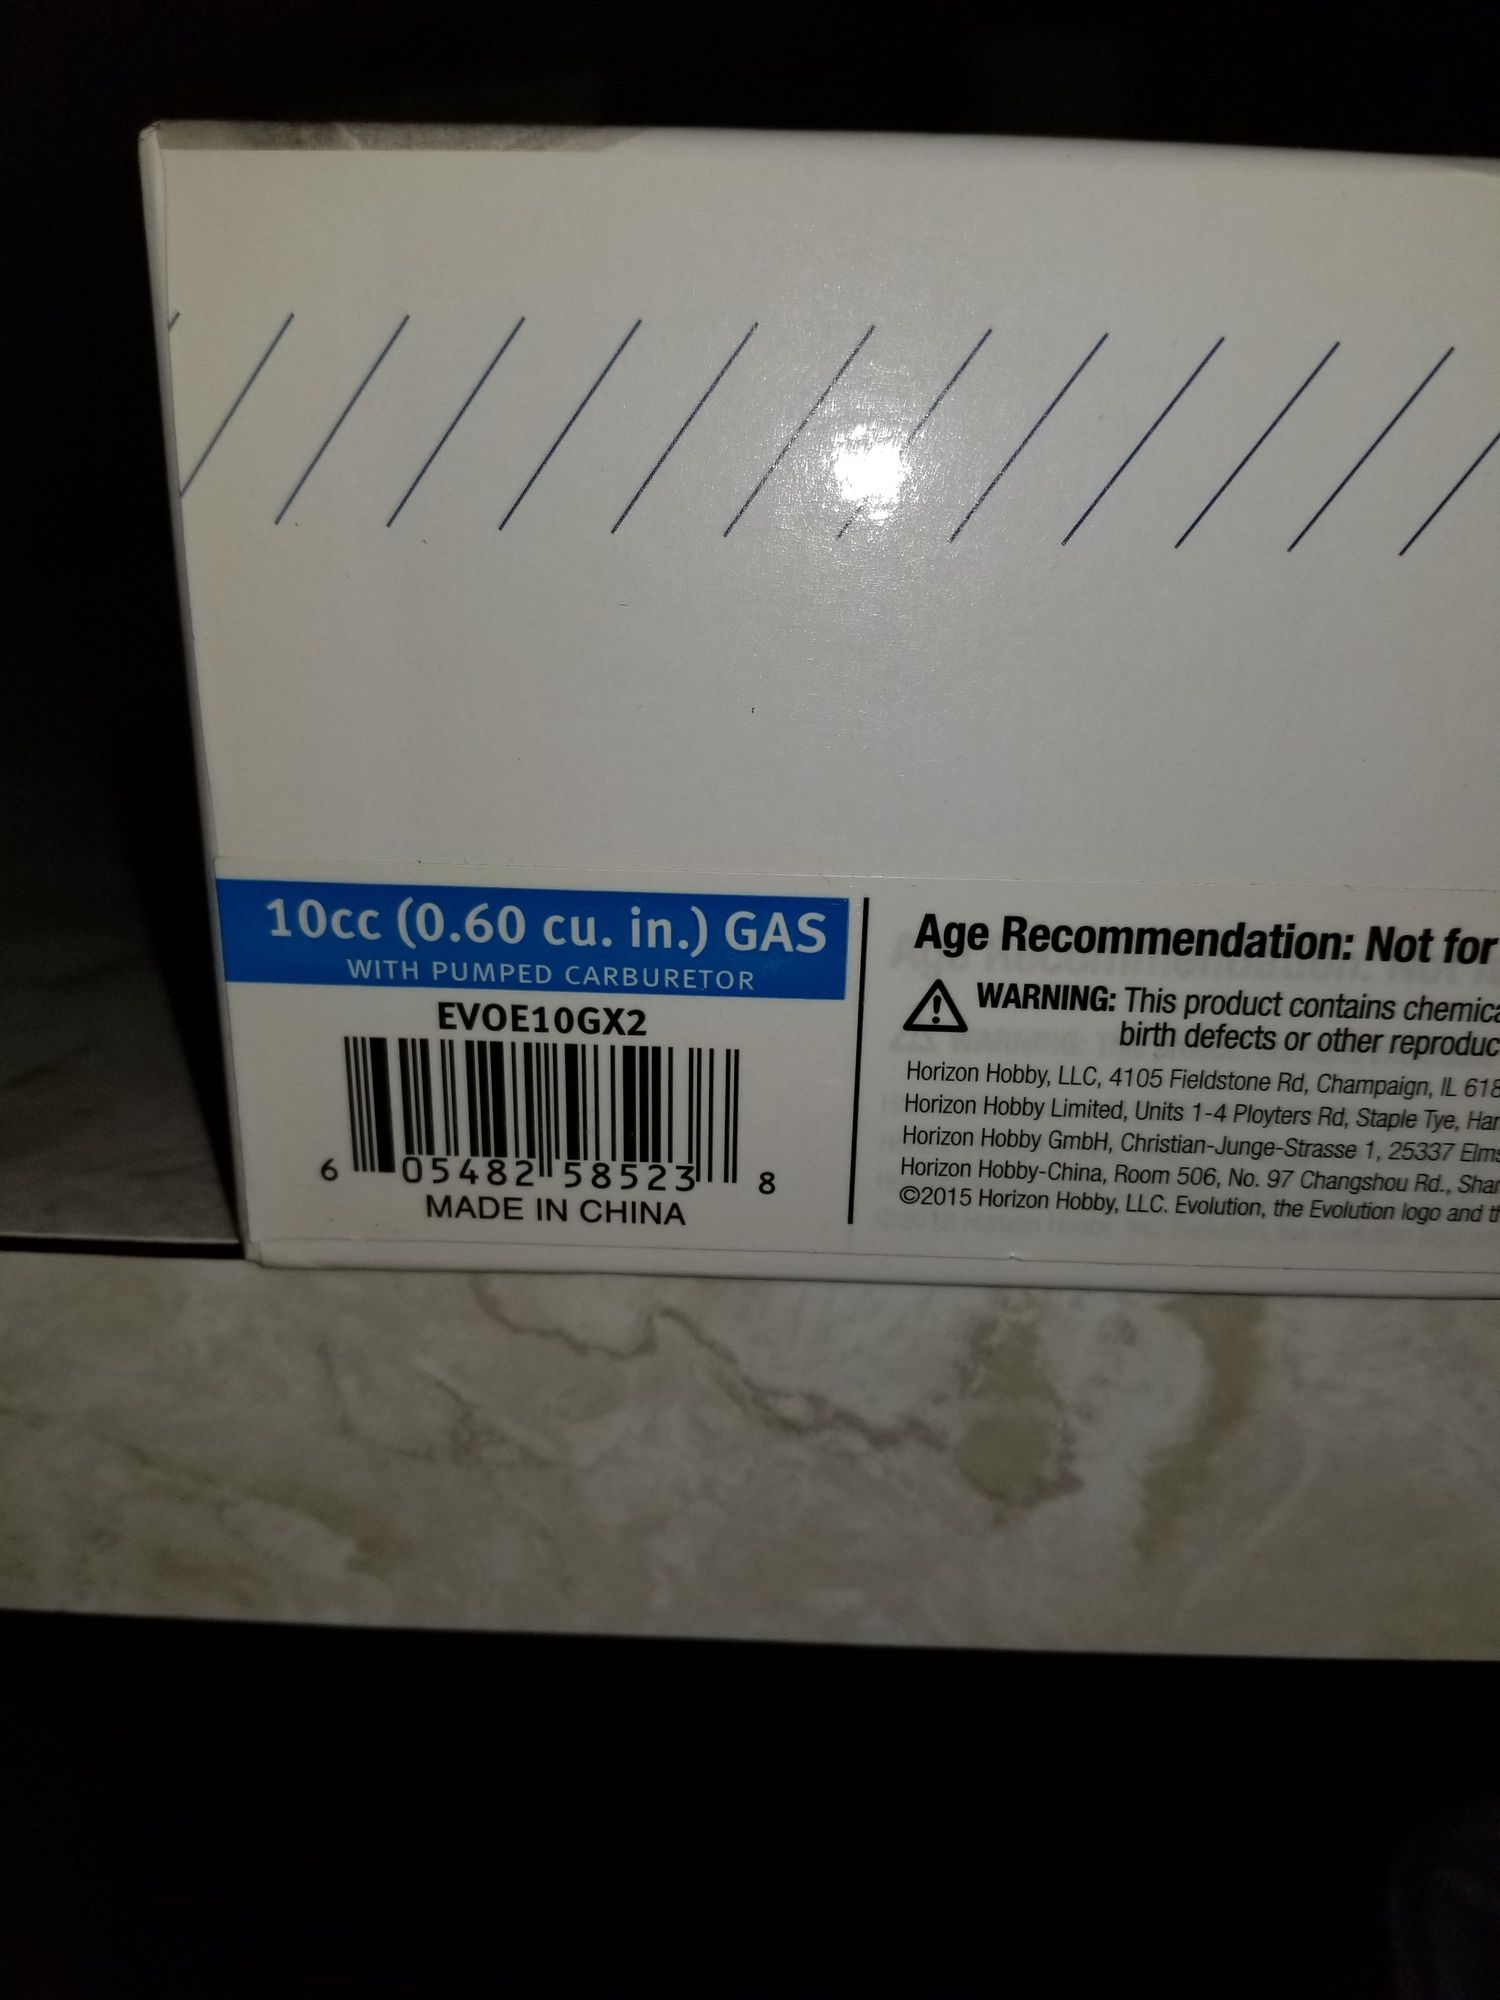 10cc (0.60 cu. in.) GAS
WITH PUMPED CARBURETOR
EVOE10GX2
6 05482 58523 8
MADE IN CHINA
Age Recommendation: Not for
WARNING: This product contains
birth defects or other
Horizon Hobby, LLC, 4105 Fieldstone Rd, Champaign, IL
Horizon Hobby Limited, Units 1-4 Ployters Rd, Staple Tye,
Horizon Hobby GmbH, Christian-Junge-Strasse 1, 25337
Horizon Hobby-China, Room 506, No. 97 Changshou Rd.,
©2015 Horizon Hobby, LLC. Evolution, the Evolution logo and